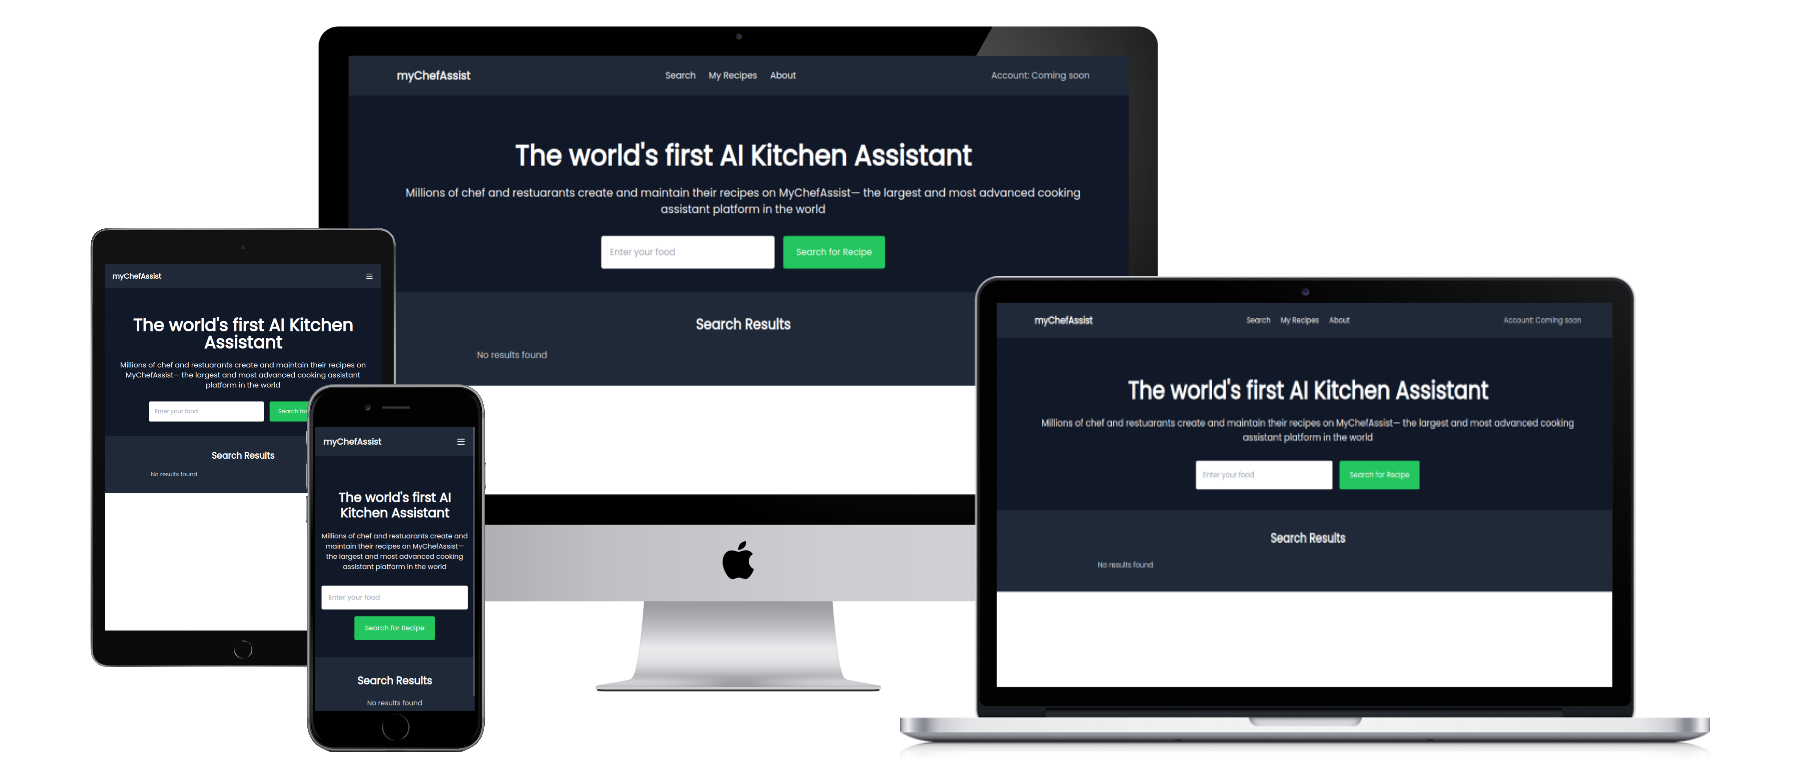 myChefAssist
Search My Recipes About
Account: Coming soon
The world's first AI Kitchen Assistant
Millions of chef and restuarants create and maintain their recipes on MyChefAssist— the largest and most advanced cooking
assistant platform in the world
Enter your food
Search for Recipe
Search Results
No results found
myChefAssist
The world's first AI Kitchen
Assistant
Millions of chef and restuarants create and maintain their recipes on
MyChefAssist— the largest and most advanced cooking assistant
platform in the world
Enter your food
Search for
Search Results
No results found
myChefAssist
The world's first AI
Kitchen Assistant
Millions of chef and restuarants create and
maintain their recipes on MyChefAssist—
the largest and most advanced cooking
assistant platform in the world
Enter your food
Search for Recipe
Search Results
No results found
myChefAssist
Search My Recipes About
Account: Coming soon
The world's first AI Kitchen Assistant
Millions of chef and restuarants create and maintain their recipes on MyChefAssist— the largest and most advanced cooking
assistant platform in the world
Enter your food
Search for Recipe
Search Results
No results found